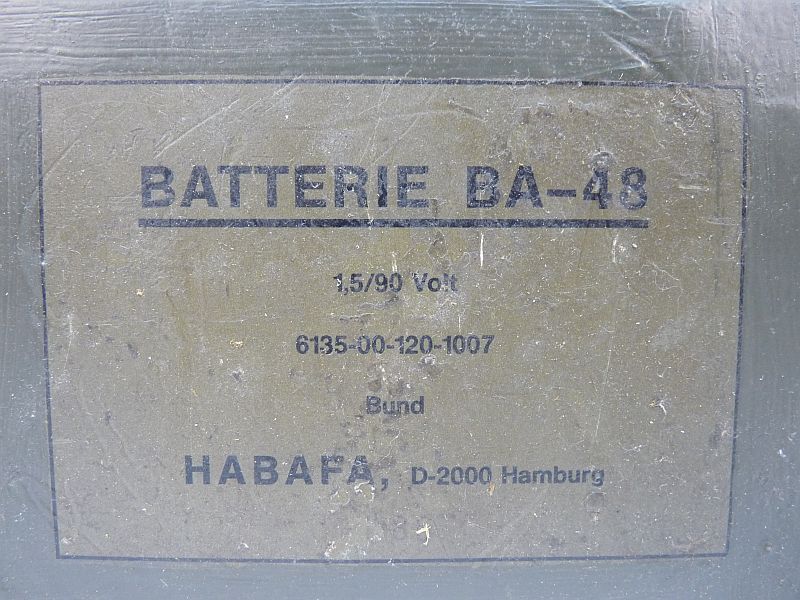 BATTERIE BA-48
1,5/90 Volt
6135-00-120-1007
Bund
HABAFA, D-2000 Hamburg